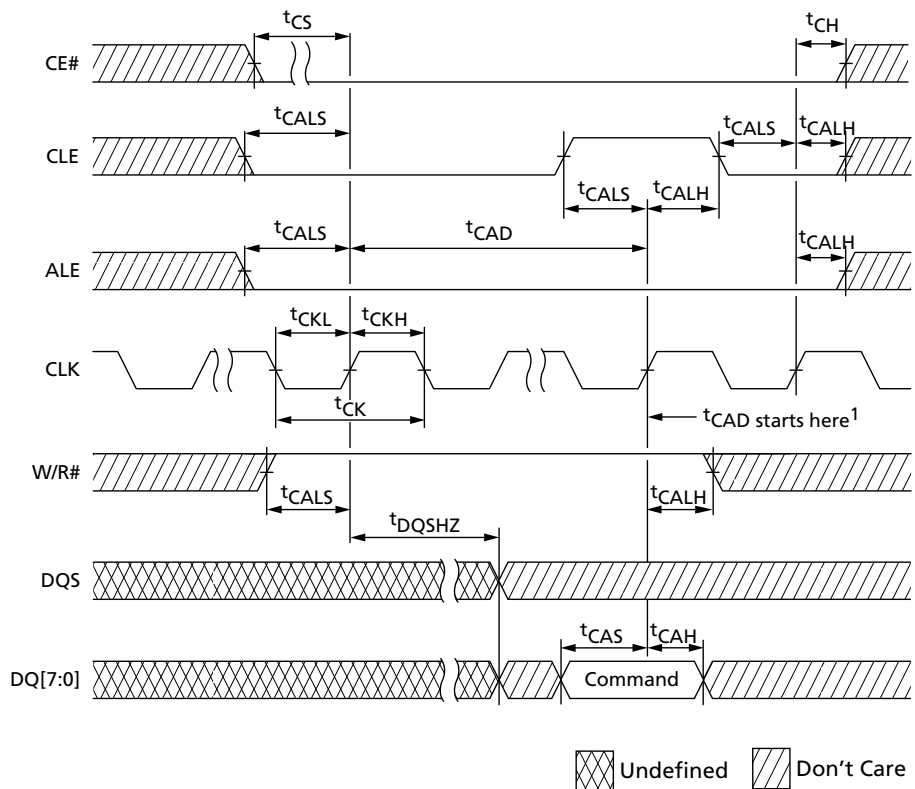 tCS
tCH
CE#
tCALS
tCALS
tCALH
CLE
tCALS
tCALH
tCALS
tCAD
tCALH
ALE
tCKL
tCKH
CLK
tCK
tCAD starts here1
W/R#
tCALS
tCALH
tDQSHZ
DQS
tCAS
tCAH
DQ[7:0]
Command
Undefined
Don't Care